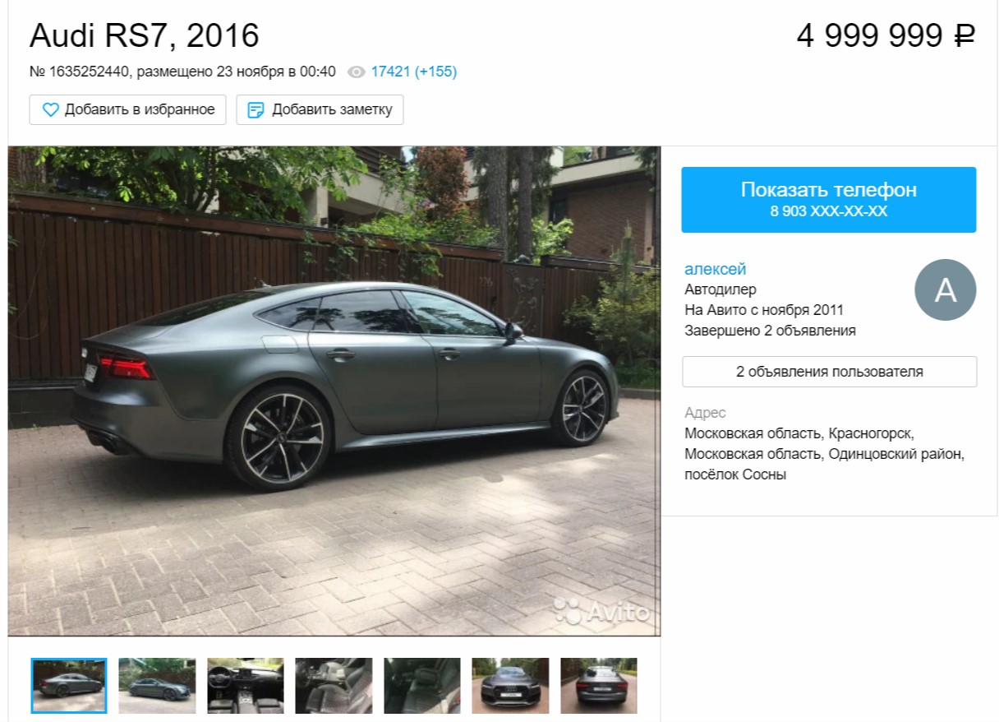 Audi RS7, 2016
4 999 999 ₽
№ 1635252440, размещено 23 ноября в 00:40 17421 (+155)
Добавить в избранное
Добавить заметку
Показать телефон
8 903 XXX-XX-XX
алексей
Автодилер
На Авито с ноября 2011
Завершено 2 объявления
А
2 объявления пользователя
Адрес
Московская область, Красногорск,
Московская область, Одинцовский район,
посёлок Сосны
Avito